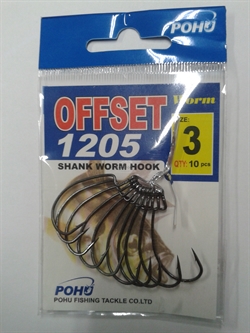 POHU
OFFSET Worm
1205
SIZE: 3
SHANK WORM HOOK
QTY: 10 pcs
POHU
POHU FISHING TACKLE CO.LTD